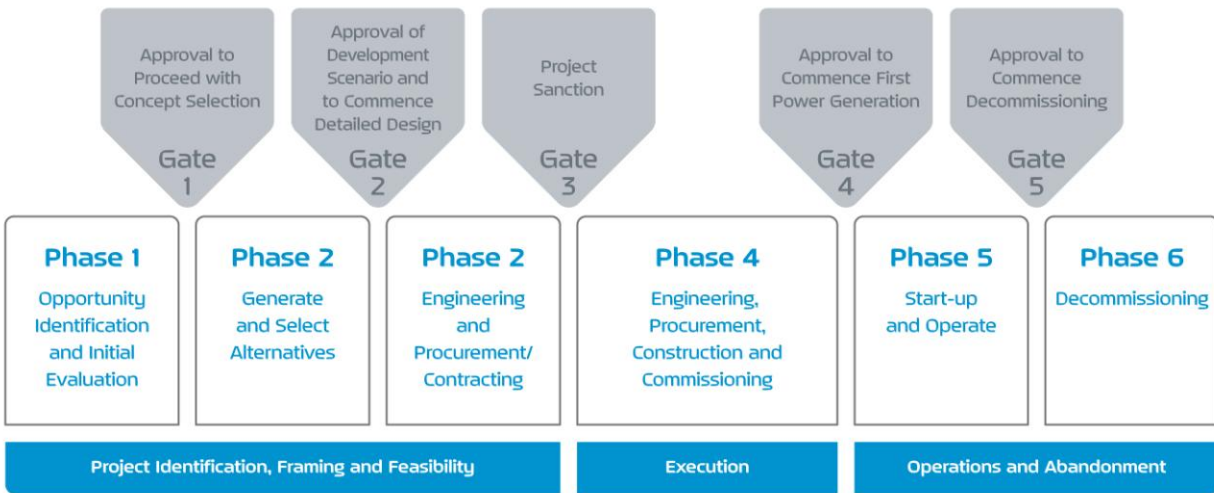 Approval to
Proceed with
Concept Selection
Gate
1
Approval of
Development
Scenario and
to Commence
Detailed Design
Gate
2
Project
Sanction
Gate
3
Approval to
Commence First
Power Generation
Gate
4
Approval to
Commence
Decommissioning
Gate
5
Phase 1
Opportunity
Identification
and Initial
Evaluation
Phase 2
Generate
and Select
Alternatives
Phase 2
Engineering
and
Procurement/
Contracting
Phase 4
Engineering,
Procurement,
Construction and
Commissioning
Phase 5
Start-up
and Operate
Phase 6
Decommissioning
Project Identification, Framing and Feasibility
Execution
Operations and Abandonment